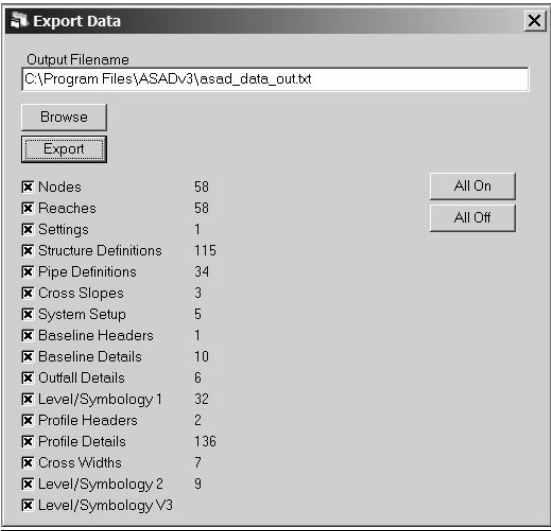 Export Data
Output Filename
C:\Program Files\ASADv3\asad_data_out.txt
Browse
Export
All On
All Off
Nodes 58
Reaches 58
Settings 1
Structure Definitions 115
Pipe Definitions 34
Cross Slopes 3
System Setup 5
Baseline Headers 1
Baseline Details 10
Outfall Details 6
Level/Symbology 1 32
Profile Headers 2
Profile Details 136
Cross Widths 7
Level/Symbology 2 9
Level/Symbology V3